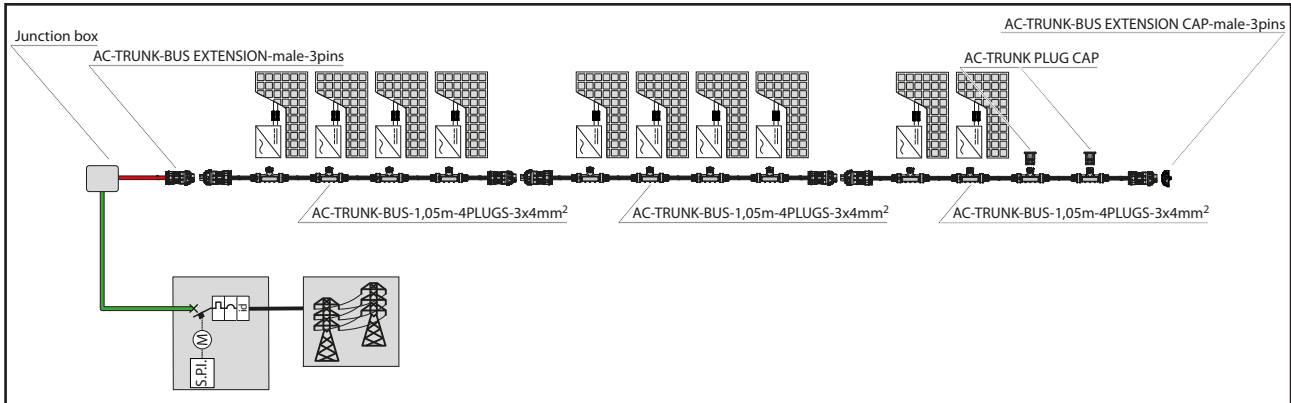 AC-TRUNK-BUS EXTENSION CAP-male-3pins
Junction box
AC-TRUNK-BUS EXTENSION-male-3pins
AC-TRUNK PLUG CAP
AC-TRUNK-BUS-1,05m-4PLUGS-3x4mm²
AC-TRUNK-BUS-1,05m-4PLUGS-3x4mm²
AC-TRUNK-BUS-1,05m-4PLUGS-3x4mm²
id
M
S.P.I.